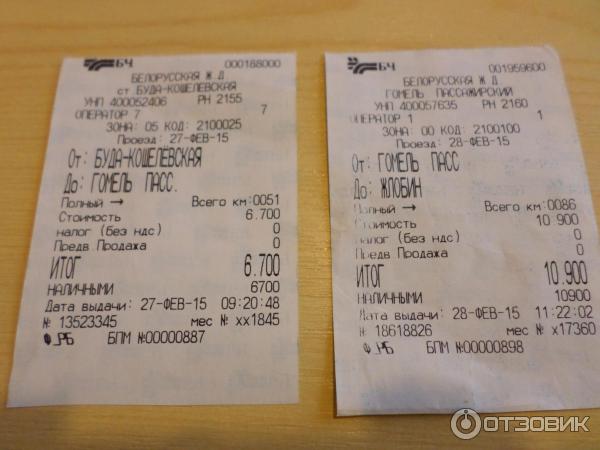 БЧ 000188000
БЕЛОРУССКАЯ Ж.Д.
ст БУДА-КОШЕЛЕВСКАЯ
УНП 400052406 РН 2155
ОПЕРАТОР 7 7
ЗОНА: 05 КОД: 2100025
Проезд: 27-ФЕВ-15
От: БУДА-КОШЕЛЕВСКАЯ
До: ГОМЕЛЬ ПАСС.
Полный → Всего км:0051
Стоимость 6.700
налог (Без ндс) 0
Предв.Продажа 0
ИТОГ 6.700
НАЛИЧНЫМИ 6700
Дата выдачи: 27-ФЕВ-15 09:20:48
№ 13523345 мес № xx1845
Ф_РБ БПМ №00000887
БЧ 001959600
БЕЛОРУССКАЯ Ж.Д
ГОМЕЛЬ ПАССАЖИРСКИЙ
УНП 400057635 РН 2160
ОПЕРАТОР 1 1
ЗОНА: 00 КОД: 2100100
Проезд: 28-ФЕВ-15
От: ГОМЕЛЬ ПАСС
До: ЖЛОБИН
Полный → Всего км:0086
Стоимость 10.900
налог (Без ндс) 0
Предв.Продажа 0
ИТОГ 10.900
НАЛИЧНЫМИ 10900
Дата выдачи: 28-ФЕВ-15 11:22:02
№ 18618826 мес № x17360
Ф_РБ БПМ №00000898
ОТЗОВИК